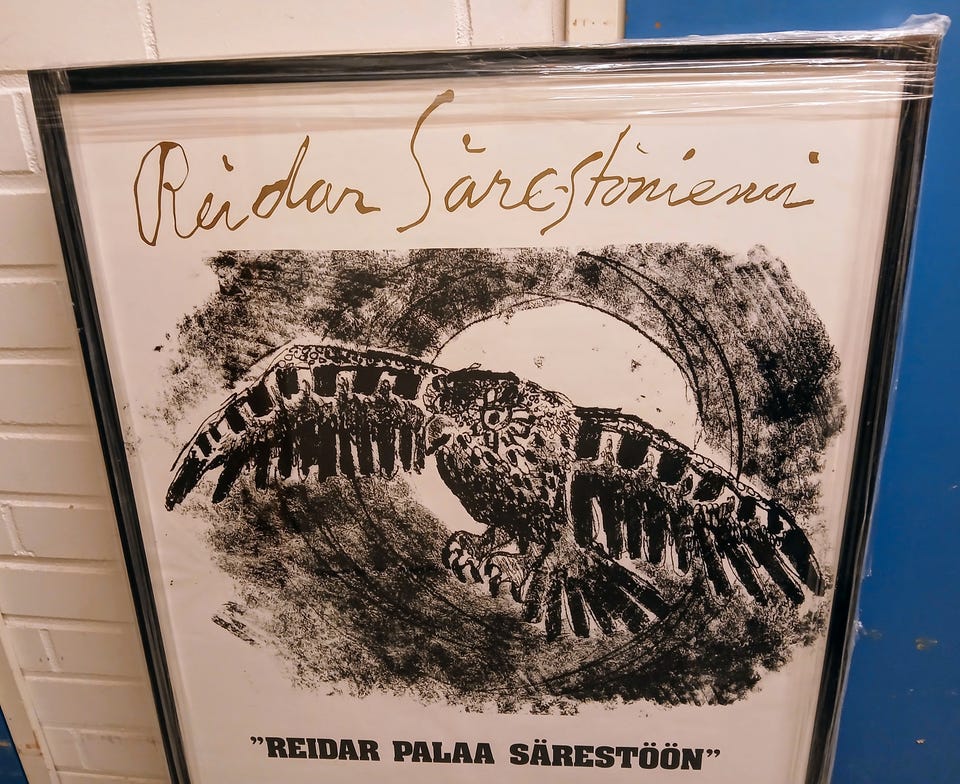 Reidar Särestöniemi
"REIDAR PALAA SÄRESTÖÖN"